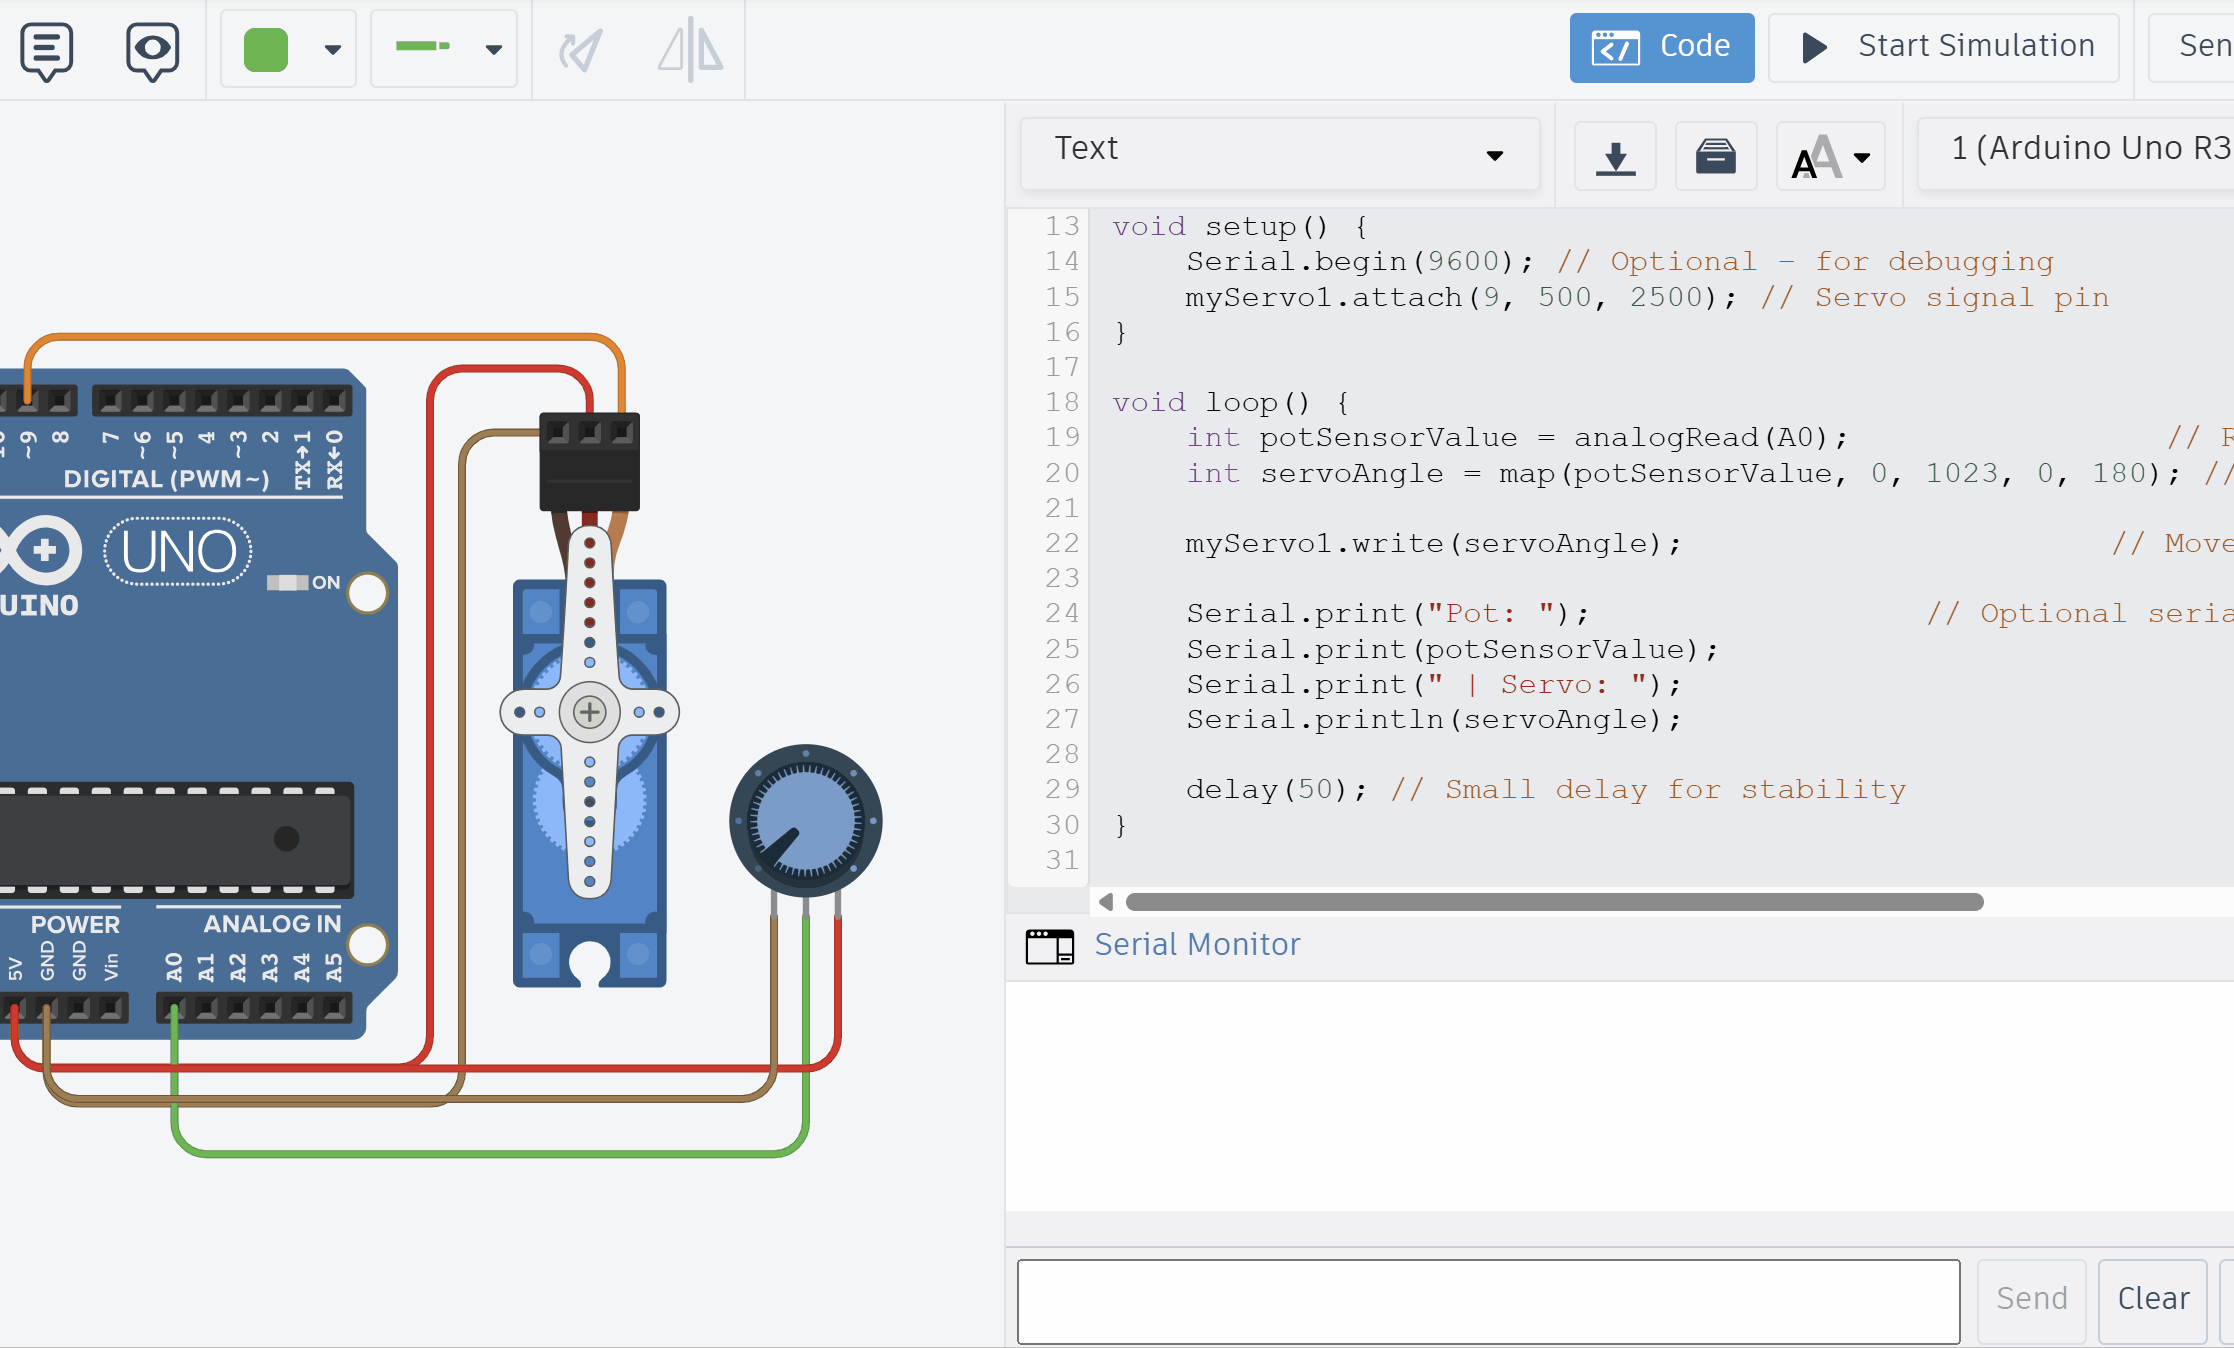 Code
Start Simulation
Sen
Text
1 (Arduino Uno R3
13 void setup() {
14 Serial.begin(9600); // Optional – for debugging
15 myServo1.attach(9, 500, 2500); // Servo signal pin
16 }
17
18 void loop() {
19 int potSensorValue = analogRead(A0); // R
20 int servoAngle = map(potSensorValue, 0, 1023, 0, 180); //
21
22 myServo1.write(servoAngle); // Move
23
24 Serial.print("Pot: "); // Optional seria
25 Serial.print(potSensorValue);
26 Serial.print(" | Servo: ");
27 Serial.println(servoAngle);
28
29 delay(50); // Small delay for stability
30 }
31
Serial Monitor
Send
Clear
~9 8 7 ~6 ~5 4 ~3 2 TX→1 RX←0
DIGITAL (PWM~)
UNO
ON
UINO
POWER
ANALOG IN
5V GND GND Vin A0 A1 A2 A3 A4 A5